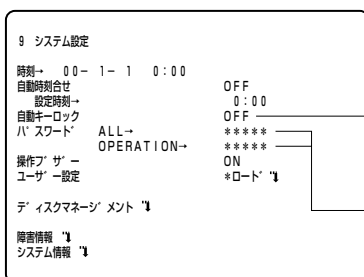 9 システム設定
時刻→ 00- 1- 1 0:00
自動時刻合せ OFF
設定時刻→ 0:00
自動キーロック OFF
パスワード ALL→ *****
OPERATION→ *****
操作ブザー ON
ユーザー設定 *ロード
ディスクマネージメント
障害情報
システム情報